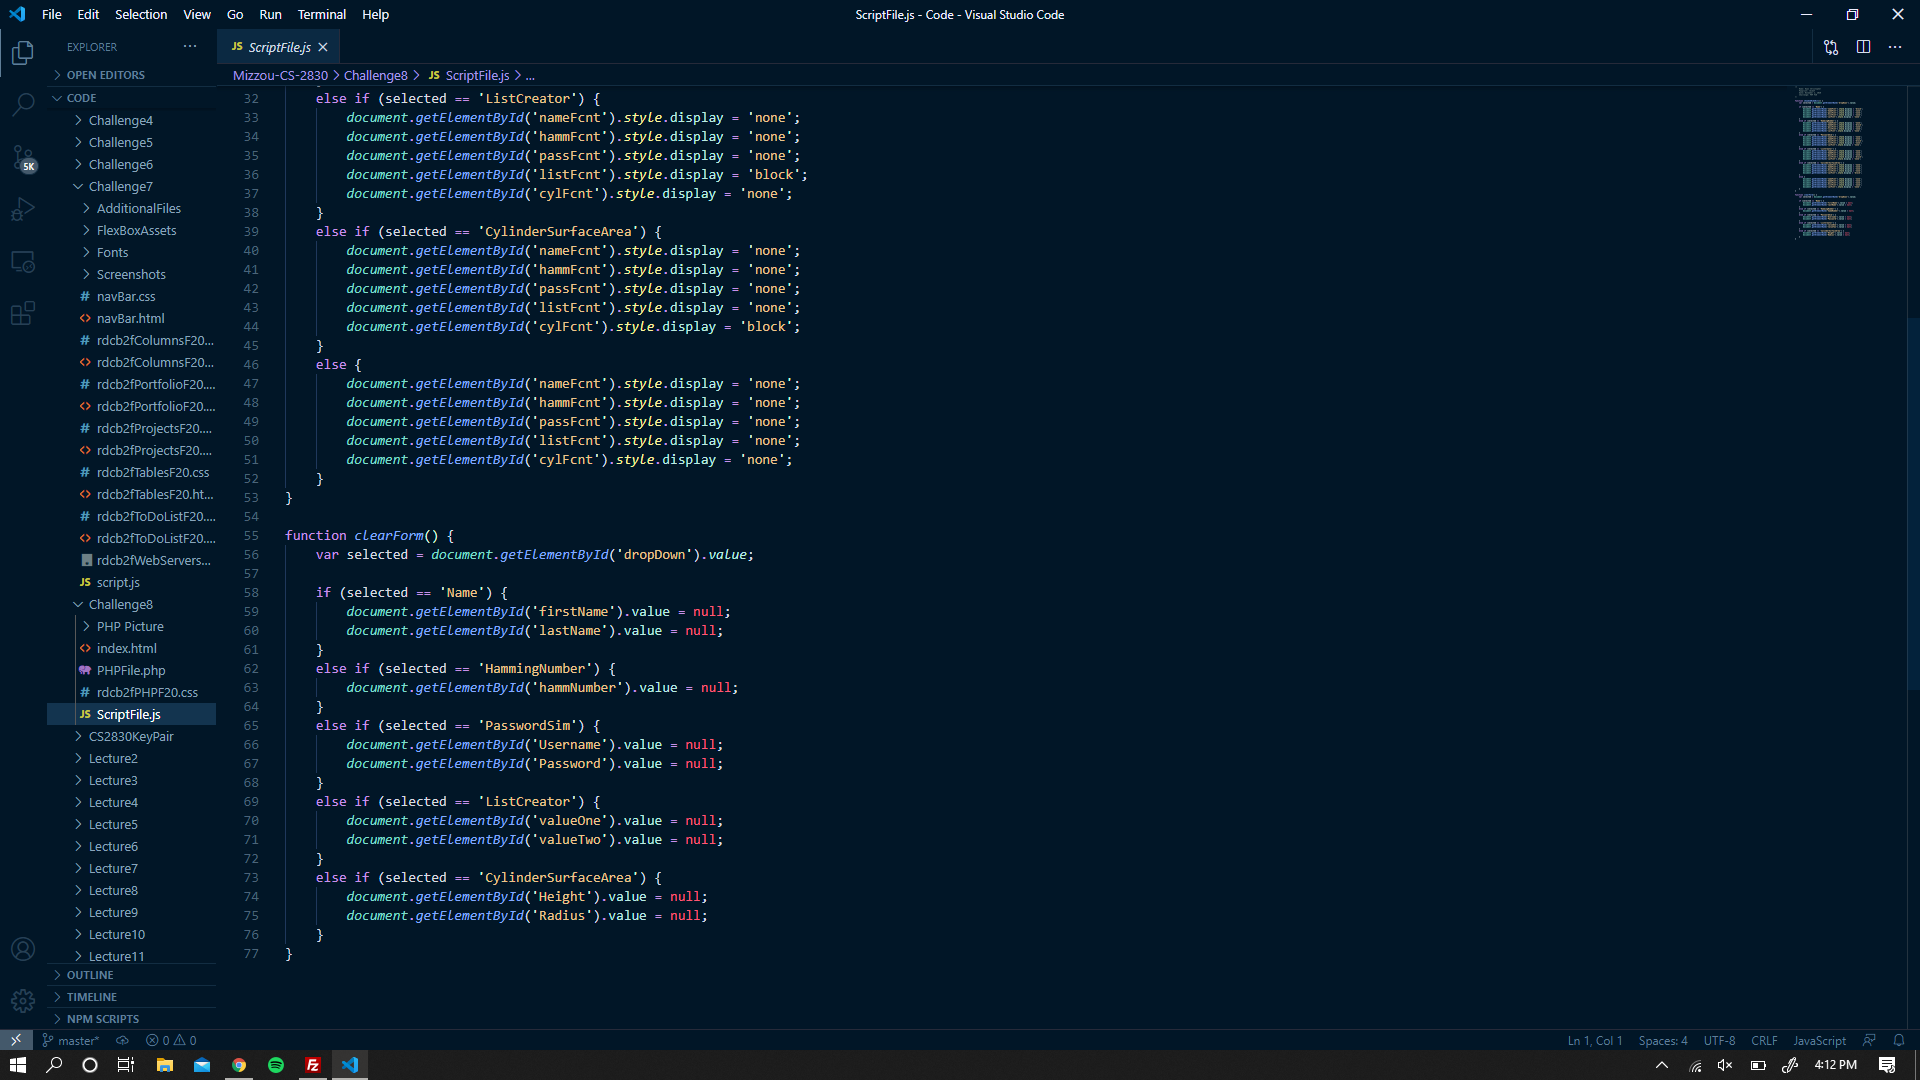 File Edit Selection View Go Run Terminal Help
ScriptFile.js - Code - Visual Studio Code
EXPLORER ···
JS ScriptFile.js
OPEN EDITORS
Mizzou-CS-2830 > Challenge8 > JS ScriptFile.js > ...
CODE
Challenge4
Challenge5
Challenge6
Challenge7
AdditionalFiles
FlexBoxAssets
Fonts
Screenshots
# navBar.css
<> navBar.html
# rdcb2fColumnsF20...
<> rdcb2fColumnsF20...
# rdcb2fPortfolioF20....
<> rdcb2fPortfolioF20....
# rdcb2fProjectsF20....
<> rdcb2fProjectsF20....
# rdcb2fTablesF20.css
<> rdcb2fTablesF20.ht...
# rdcb2fToDoListF20....
<> rdcb2fToDoListF20....
rdcb2fWebServers...
JS script.js
Challenge8
PHP Picture
<> index.html
PHPFile.php
# rdcb2fPHPF20.css
JS ScriptFile.js
CS2830KeyPair
Lecture2
Lecture3
Lecture4
Lecture5
Lecture6
Lecture7
Lecture8
Lecture9
Lecture10
Lecture11
OUTLINE
TIMELINE
NPM SCRIPTS
5K
32 else if (selected == 'ListCreator') {
33 document.getElementById('nameFcnt').style.display = 'none';
34 document.getElementById('hammFcnt').style.display = 'none';
35 document.getElementById('passFcnt').style.display = 'none';
36 document.getElementById('listFcnt').style.display = 'block';
37 document.getElementById('cylFcnt').style.display = 'none';
38 }
39 else if (selected == 'CylinderSurfaceArea') {
40 document.getElementById('nameFcnt').style.display = 'none';
41 document.getElementById('hammFcnt').style.display = 'none';
42 document.getElementById('passFcnt').style.display = 'none';
43 document.getElementById('listFcnt').style.display = 'none';
44 document.getElementById('cylFcnt').style.display = 'block';
45 }
46 else {
47 document.getElementById('nameFcnt').style.display = 'none';
48 document.getElementById('hammFcnt').style.display = 'none';
49 document.getElementById('passFcnt').style.display = 'none';
50 document.getElementById('listFcnt').style.display = 'none';
51 document.getElementById('cylFcnt').style.display = 'none';
52 }
53 }
54
55 function clearForm() {
56 var selected = document.getElementById('dropDown').value;
57
58 if (selected == 'Name') {
59 document.getElementById('firstName').value = null;
60 document.getElementById('lastName').value = null;
61 }
62 else if (selected == 'HammingNumber') {
63 document.getElementById('hammNumber').value = null;
64 }
65 else if (selected == 'PasswordSim') {
66 document.getElementById('Username').value = null;
67 document.getElementById('Password').value = null;
68 }
69 else if (selected == 'ListCreator') {
70 document.getElementById('valueOne').value = null;
71 document.getElementById('valueTwo').value = null;
72 }
73 else if (selected == 'CylinderSurfaceArea') {
74 document.getElementById('Height').value = null;
75 document.getElementById('Radius').value = null;
76 }
77 }
master* 0 0
Ln 1, Col 1 Spaces: 4 UTF-8 CRLF JavaScript
Fz
4:12 PM